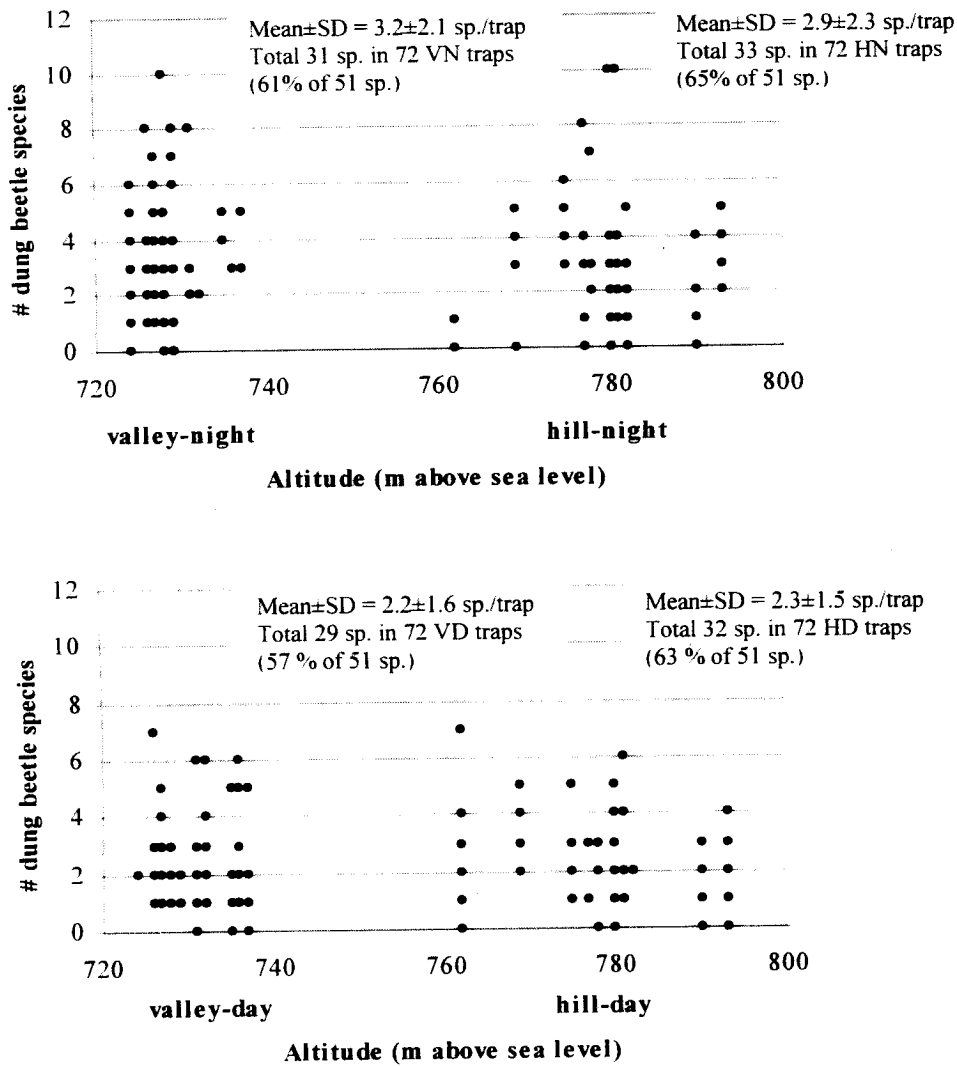 Mean±SD = 3.2±2.1 sp./trap
Total 31 sp. in 72 VN traps
(61% of 51 sp.)
Mean±SD = 2.9±2.3 sp./trap
Total 33 sp. in 72 HN traps
(65% of 51 sp.)
# dung beetle species
12
10
8
6
4
2
0
720
740
760
780
800
valley-night
hill-night
Altitude (m above sea level)
Mean±SD = 2.2±1.6 sp./trap
Total 29 sp. in 72 VD traps
(57 % of 51 sp.)
Mean±SD = 2.3±1.5 sp./trap
Total 32 sp. in 72 HD traps
(63 % of 51 sp.)
# dung beetle species
12
10
8
6
4
2
0
720
740
760
780
800
valley-day
hill-day
Altitude (m above sea level)